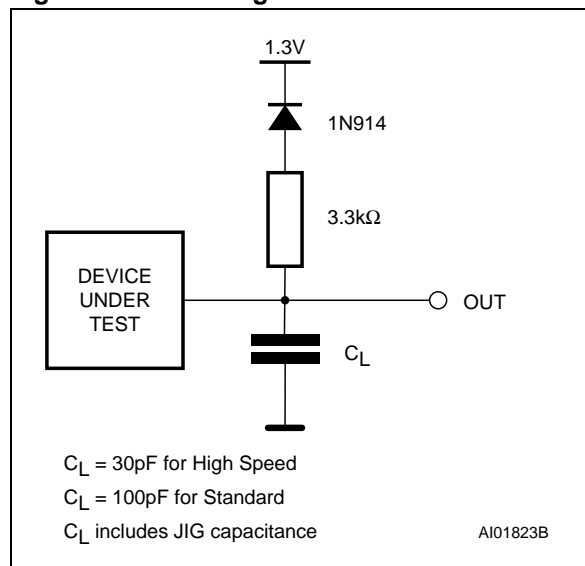 1.3V
1N914
3.3kΩ
DEVICE
UNDER
TEST
OUT
CL
CL = 30pF for High Speed
CL = 100pF for Standard
CL includes JIG capacitance
AI01823B